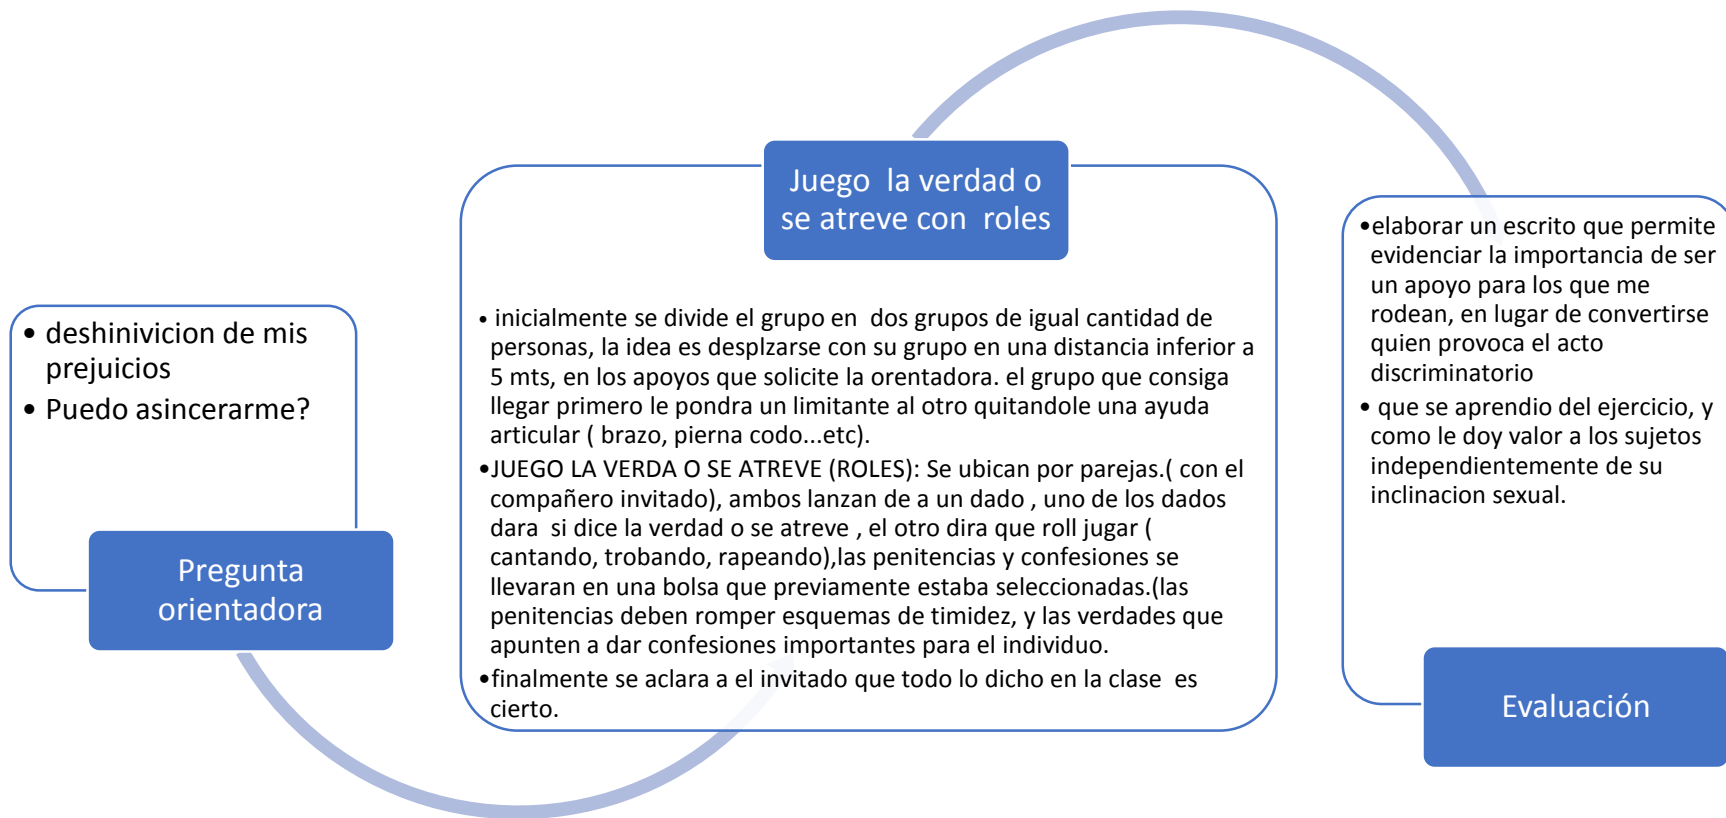 • deshinivicion de mis
prejuicios
• Puedo asincerarme?
Pregunta
orientadora
Juego  la verdad o
se atreve con  roles
• inicialmente se divide el grupo en  dos grupos de igual cantidad de
personas, la idea es desplzarse con su grupo en una distancia inferior a
5 mts, en los apoyos que solicite la orentadora. el grupo que consiga
llegar primero le pondra un limitante al otro quitandole una ayuda
articular ( brazo, pierna codo...etc).
•JUEGO LA VERDA O SE ATREVE (ROLES): Se ubican por parejas.( con el
compañero invitado), ambos lanzan de a un dado , uno de los dados
dara  si dice la verdad o se atreve , el otro dira que roll jugar (
cantando, trobando, rapeando),las penitencias y confesiones se
llevaran en una bolsa que previamente estaba seleccionadas.(las
penitencias deben romper esquemas de timidez, y las verdades que
apunten a dar confesiones importantes para el individuo.
•finalmente se aclara a el invitado que todo lo dicho en la clase  es
cierto.
•elaborar un escrito que permite
evidenciar la importancia de ser
un apoyo para los que me
rodean, en lugar de convertirse
quien provoca el acto
discriminatorio
• que se aprendio del ejercicio, y
como le doy valor a los sujetos
independientemente de su
inclinacion sexual.
Evaluación